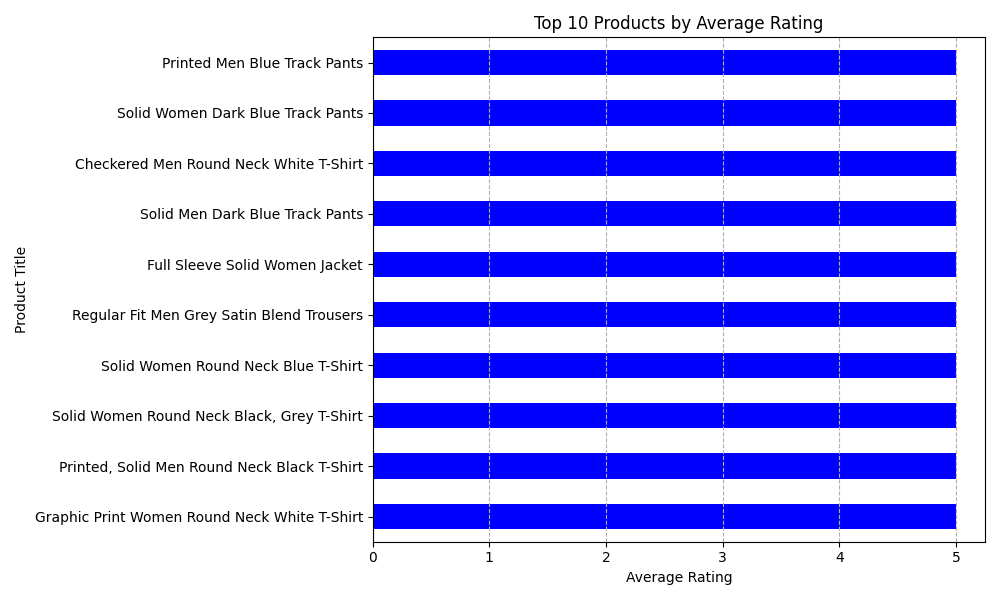 Top 10 Products by Average Rating
Product Title
Printed Men Blue Track Pants
Solid Women Dark Blue Track Pants
Checkered Men Round Neck White T-Shirt
Solid Men Dark Blue Track Pants
Full Sleeve Solid Women Jacket
Regular Fit Men Grey Satin Blend Trousers
Solid Women Round Neck Blue T-Shirt
Solid Women Round Neck Black, Grey T-Shirt
Printed, Solid Men Round Neck Black T-Shirt
Graphic Print Women Round Neck White T-Shirt
0 1 2 3 4 5
Average Rating